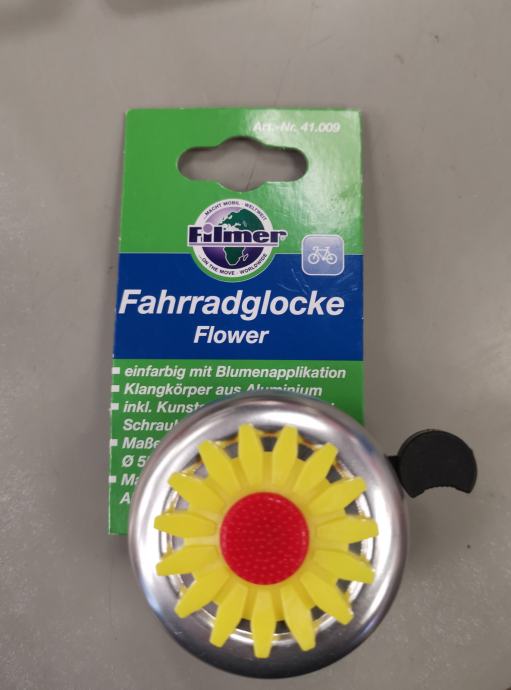 Art.-Nr. 41.009
...MACHT MOBIL - WELTWEIT
Filmer
...ON THE MOVE - WORLDWIDE
Fahrradglocke
Flower
einfarbig mit Blumenapplikation
Klangkörper aus Aluminium
inkl.
Maße
Ø